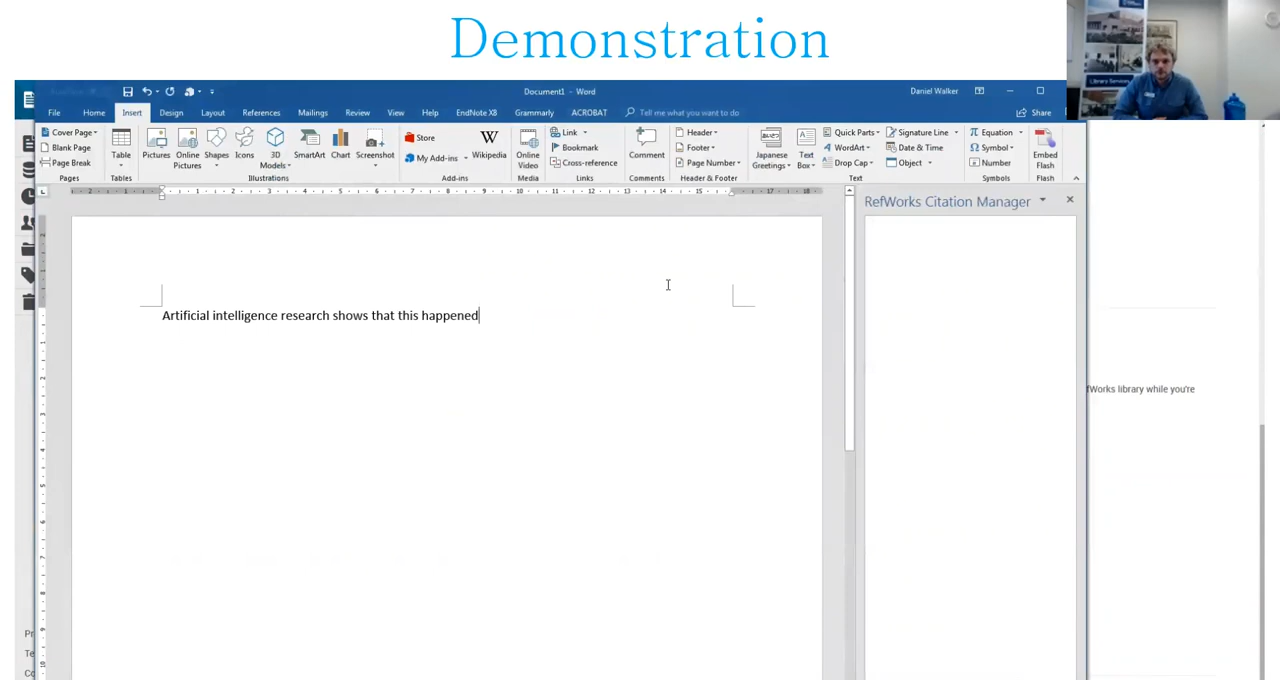 Demonstration
Library Services
Document1 - Word
Daniel Walker
File Home Insert Design Layout References Mailings Review View Help EndNote X8 Grammarly ACROBAT Tell me what you want to do Share
Cover Page
Blank Page
Page Break
Pages
Table
Tables
Pictures
Online Pictures
Shapes
Icons
3D Models
SmartArt
Chart
Screenshot
Illustrations
Store
My Add-ins
Wikipedia
Add-ins
Online Video
Media
Link
Bookmark
Cross-reference
Links
Comment
Comments
Header
Footer
Page Number
Header & Footer
Japanese Greetings
Text Box
Quick Parts
WordArt
Drop Cap
Signature Line
Date & Time
Object
Text
Equation
Symbol
Number
Symbols
Embed Flash
Flash
RefWorks Citation Manager
Artificial intelligence research shows that this happened
fWorks library while you're
Pr
Te
Co